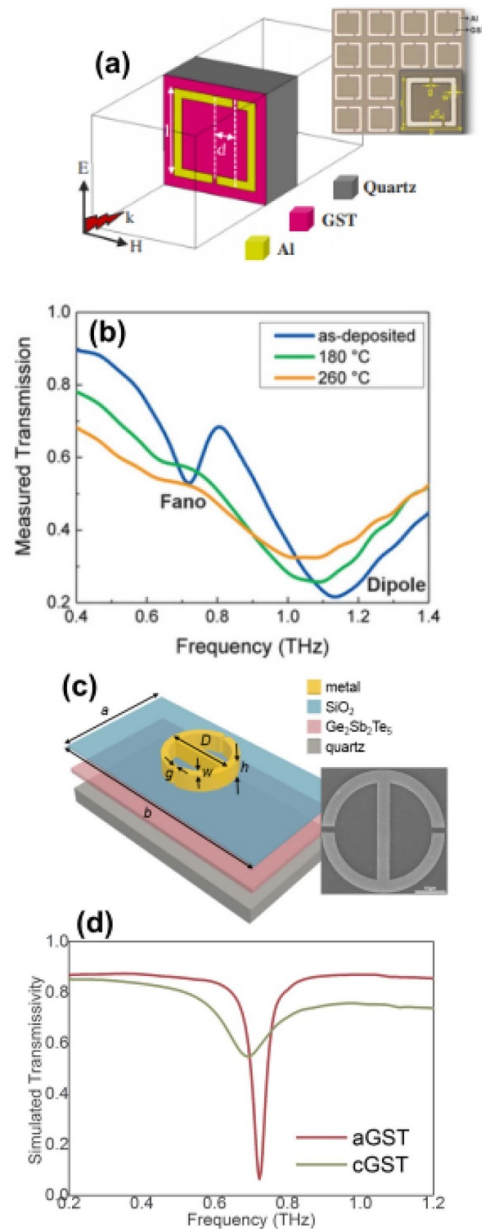 (a)
Al
GST
g
w
d
l
d
E
k
H
Quartz
GST
Al
(b)
1.0
0.8
0.6
0.4
0.2
Measured Transmission
as-deposited
180 °C
260 °C
Fano
Dipole
0.4 0.6 0.8 1.0 1.2 1.4
Frequency (THz)
(c)
metal
SiO2
Ge2Sb2Te5
quartz
a
D
g
w
h
b
(d)
1.0
0.8
0.6
0.4
0.2
0.0
Simulated Transmissivity
aGST
cGST
0.2 0.4 0.6 0.8 1.0 1.2
Frequency (THz)